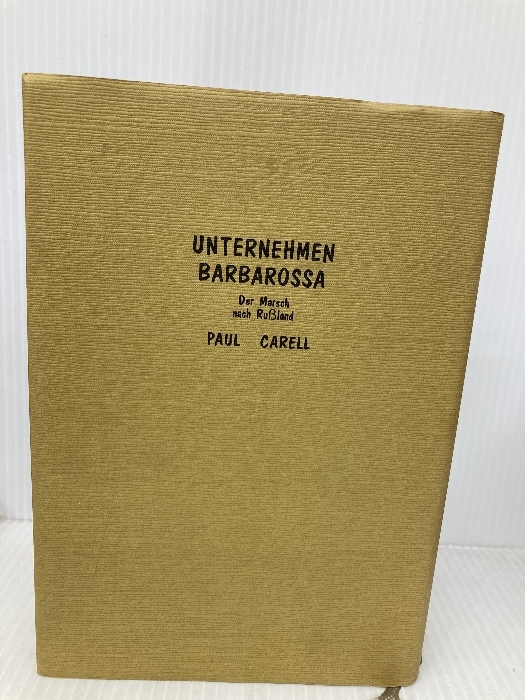 UNTERNEHMEN
BARBAROSSA
Der Marsch
nach Rußland
PAUL CARELL